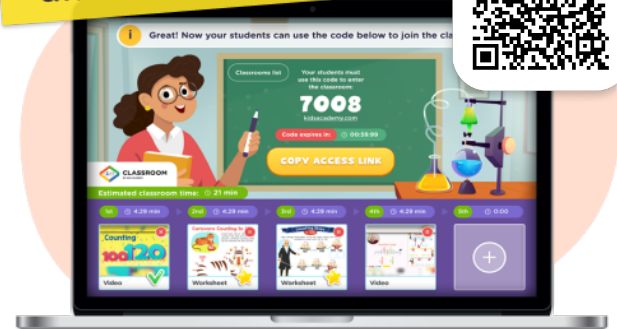 i
Great! Now your students can use the code below to join the cla
Classrooms list
Your students must
use this code to enter
the classroom:
7008
kidsacademy.com
Code expires in:
00:59:99
COPY ACCESS LINK
CLASSROOM
Estimated classroom time: 21 min
1st 4.29 min
2nd 4.29 min
3rd 4.29 min
4th 4.29 min
5th 0:00
Counting
100 120
Video
Worksheet
Worksheet
Video